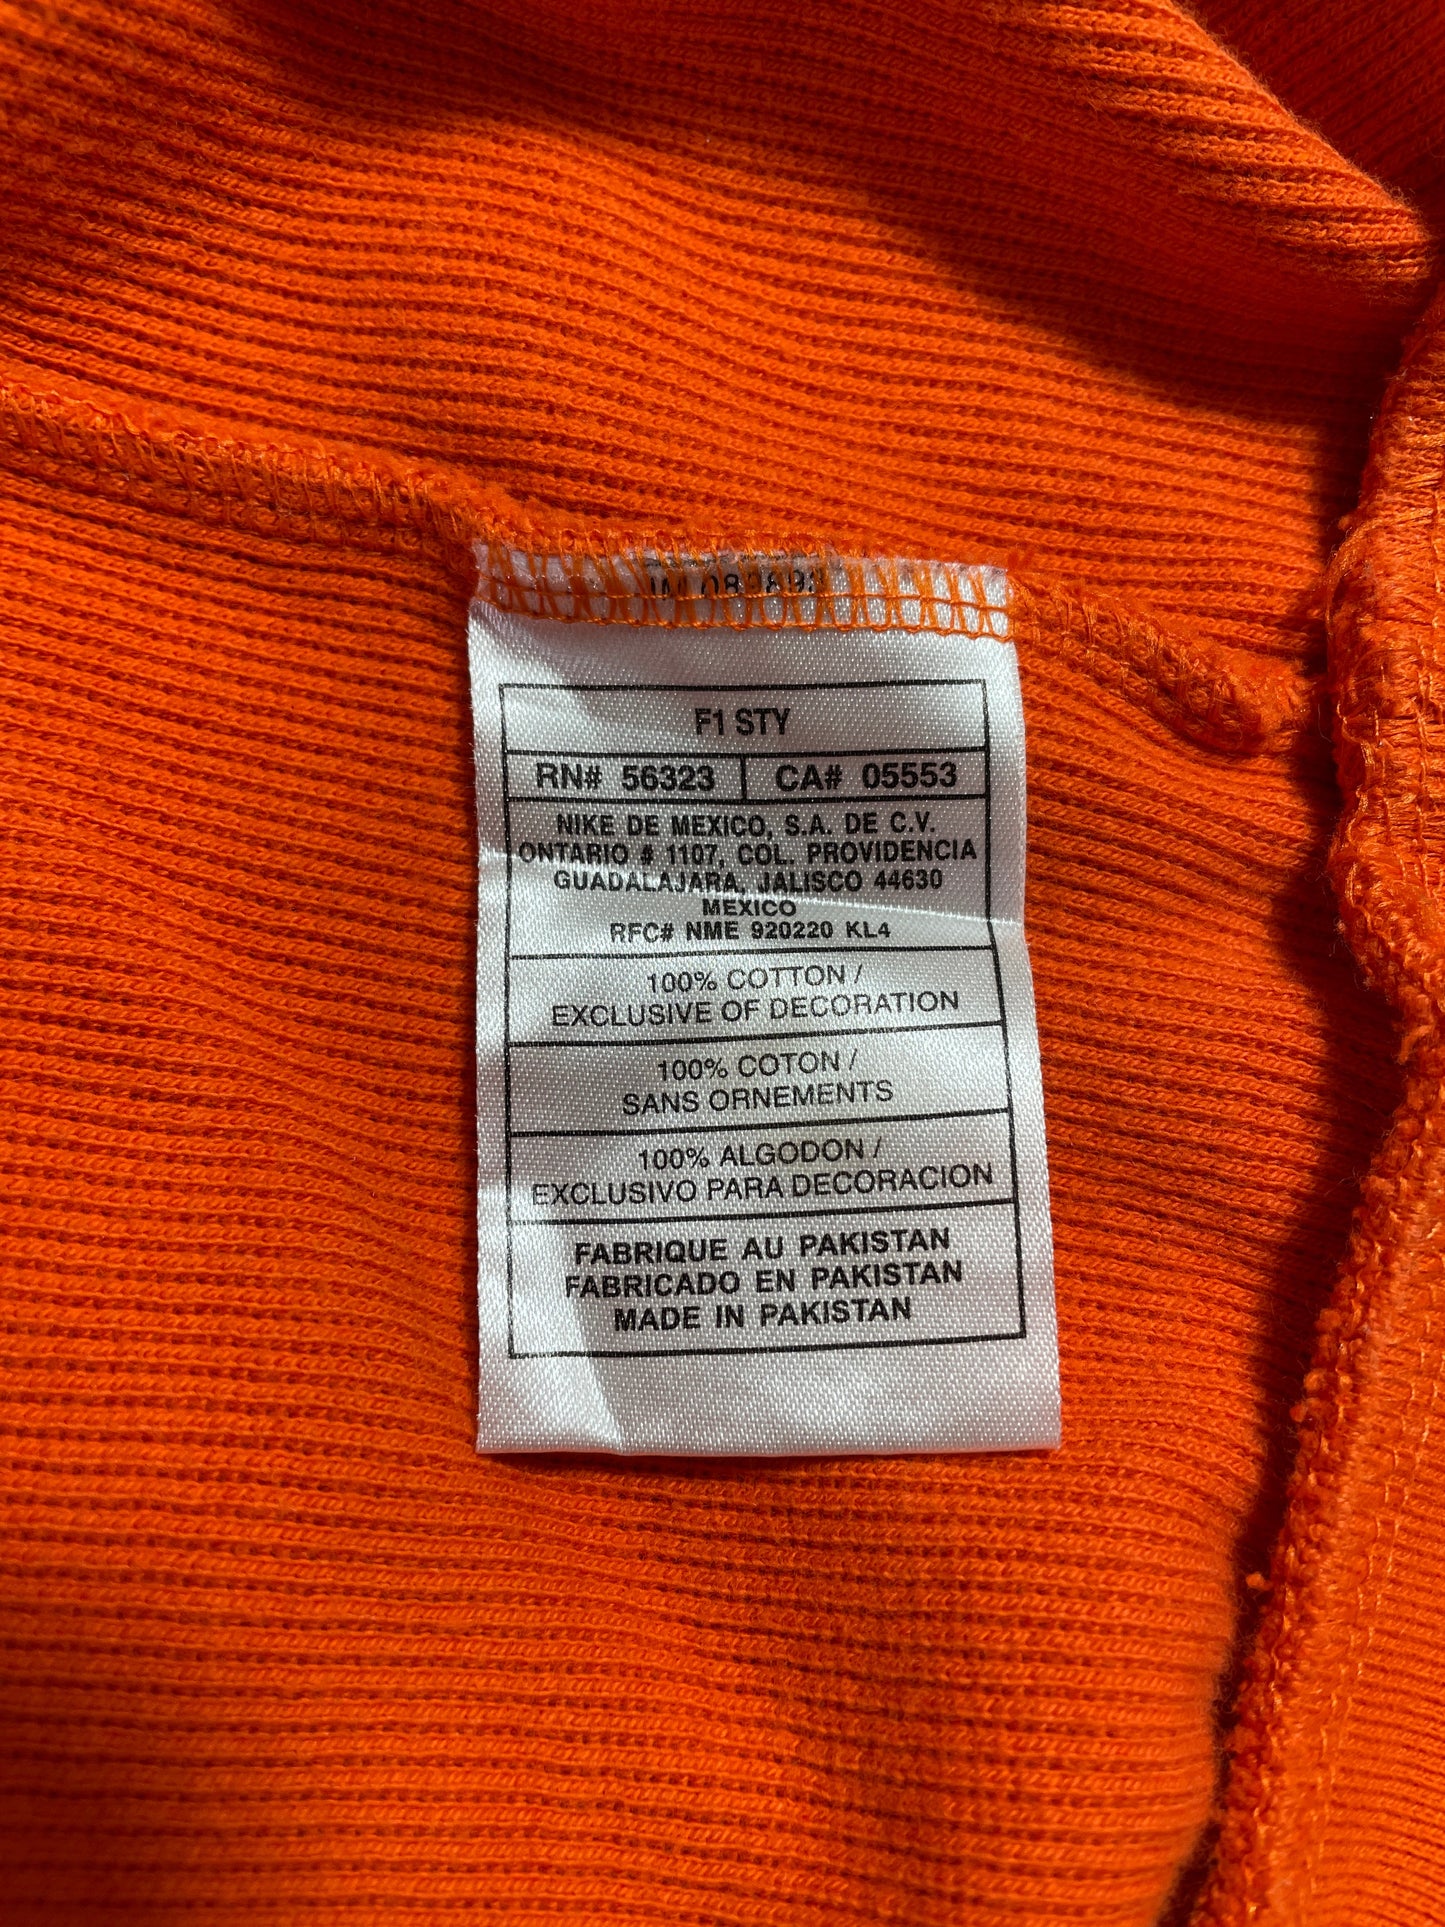 F1 STY
RN# 56323 CA# 05553
NIKE DE MEXICO, S.A. DE C.V.
ONTARIO # 1107, COL. PROVIDENCIA
GUADALAJARA, JALISCO 44630
MEXICO
RFC# NME 920220 KL4
100% COTTON /
EXCLUSIVE OF DECORATION
100% COTON /
SANS ORNEMENTS
100% ALGODON /
EXCLUSIVO PARA DECORACION
FABRIQUE AU PAKISTAN
FABRICADO EN PAKISTAN
MADE IN PAKISTAN